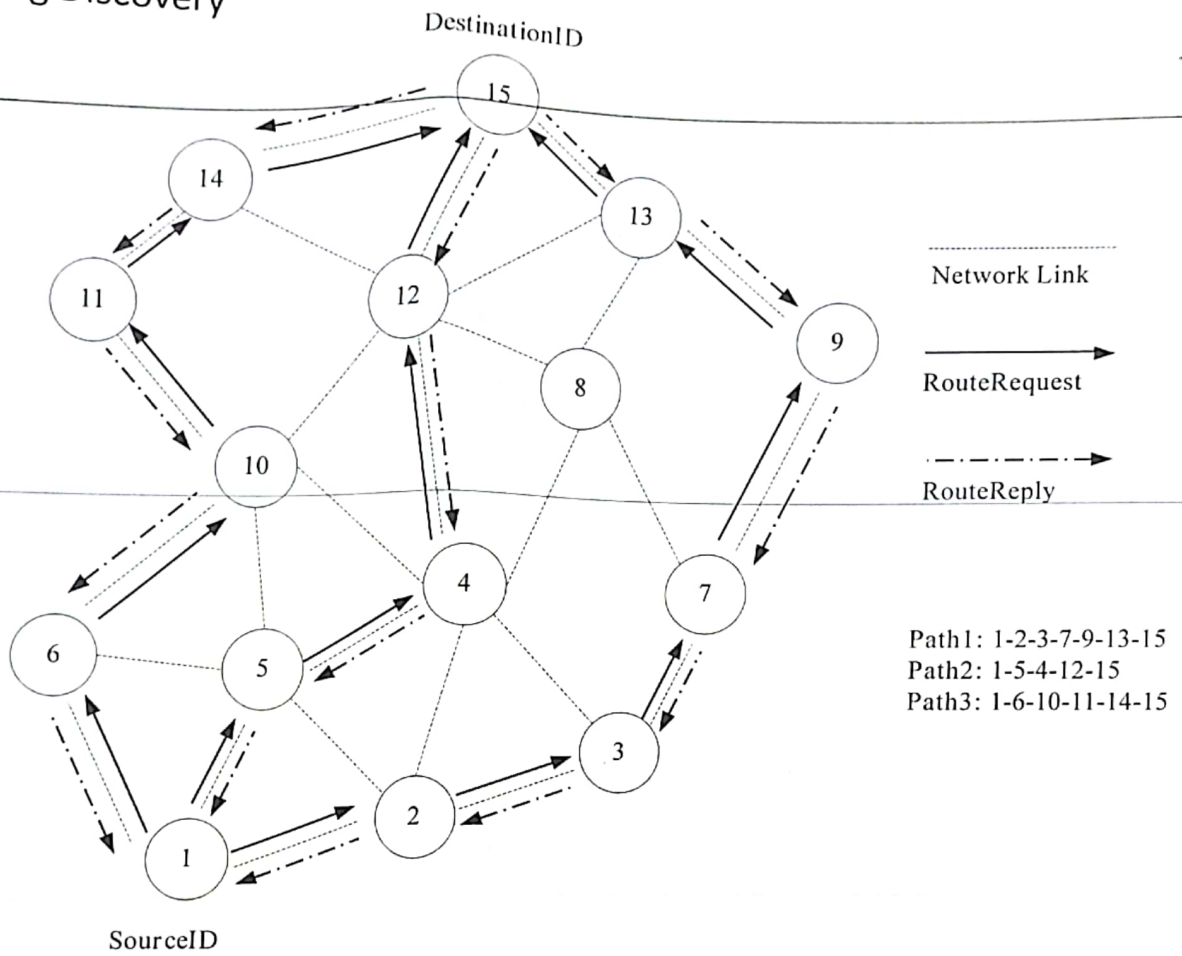 Discovery
DestinationID
15
14
13
11
12
9
8
10
4
7
6
5
3
2
1
SourceID
Network Link
RouteRequest
RouteReply
Path1: 1-2-3-7-9-13-15
Path2: 1-5-4-12-15
Path3: 1-6-10-11-14-15